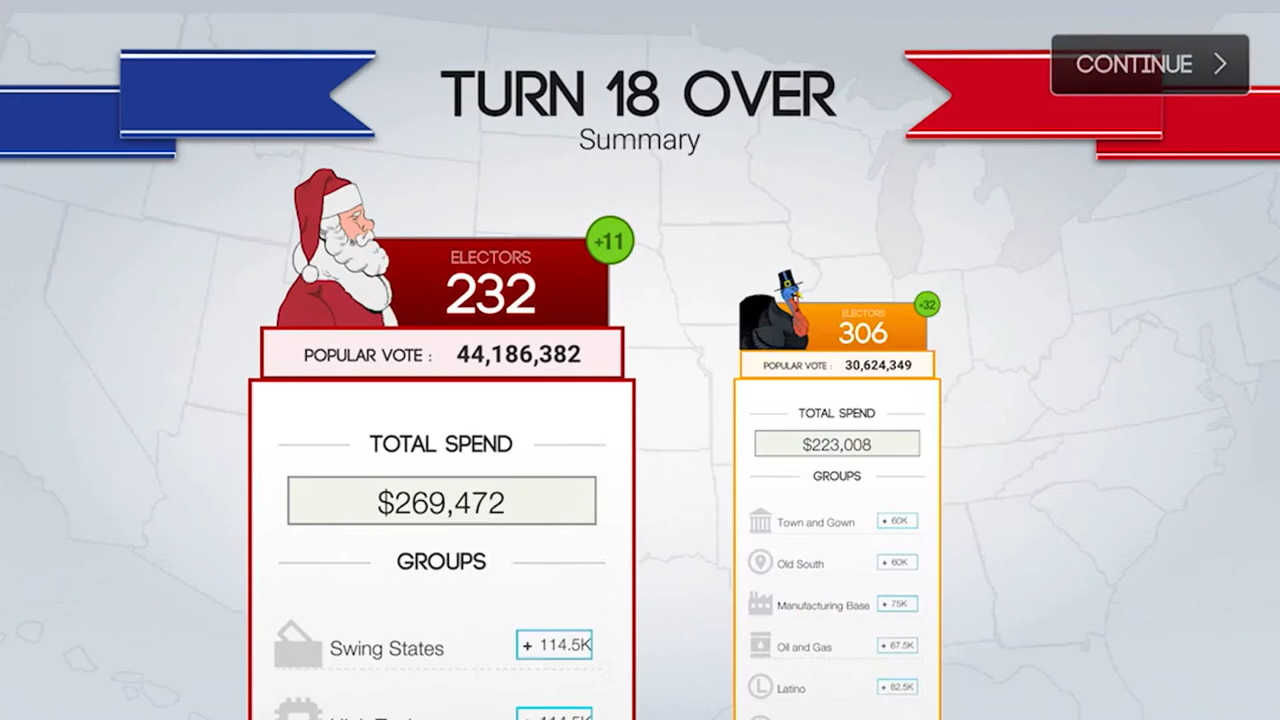 CONTINUE
TURN 18 OVER
Summary
+11
ELECTORS
232
POPULAR VOTE : 44,186,382
TOTAL SPEND
$269,472
GROUPS
Swing States + 114.5K
+32
ELECTORS
306
POPULAR VOTE : 30,624,349
TOTAL SPEND
$223,008
GROUPS
Town and Gown + 60K
Old South + 60K
Manufacturing Base + 75K
Oil and Gas + 67.5K
L Latino + 82.5K